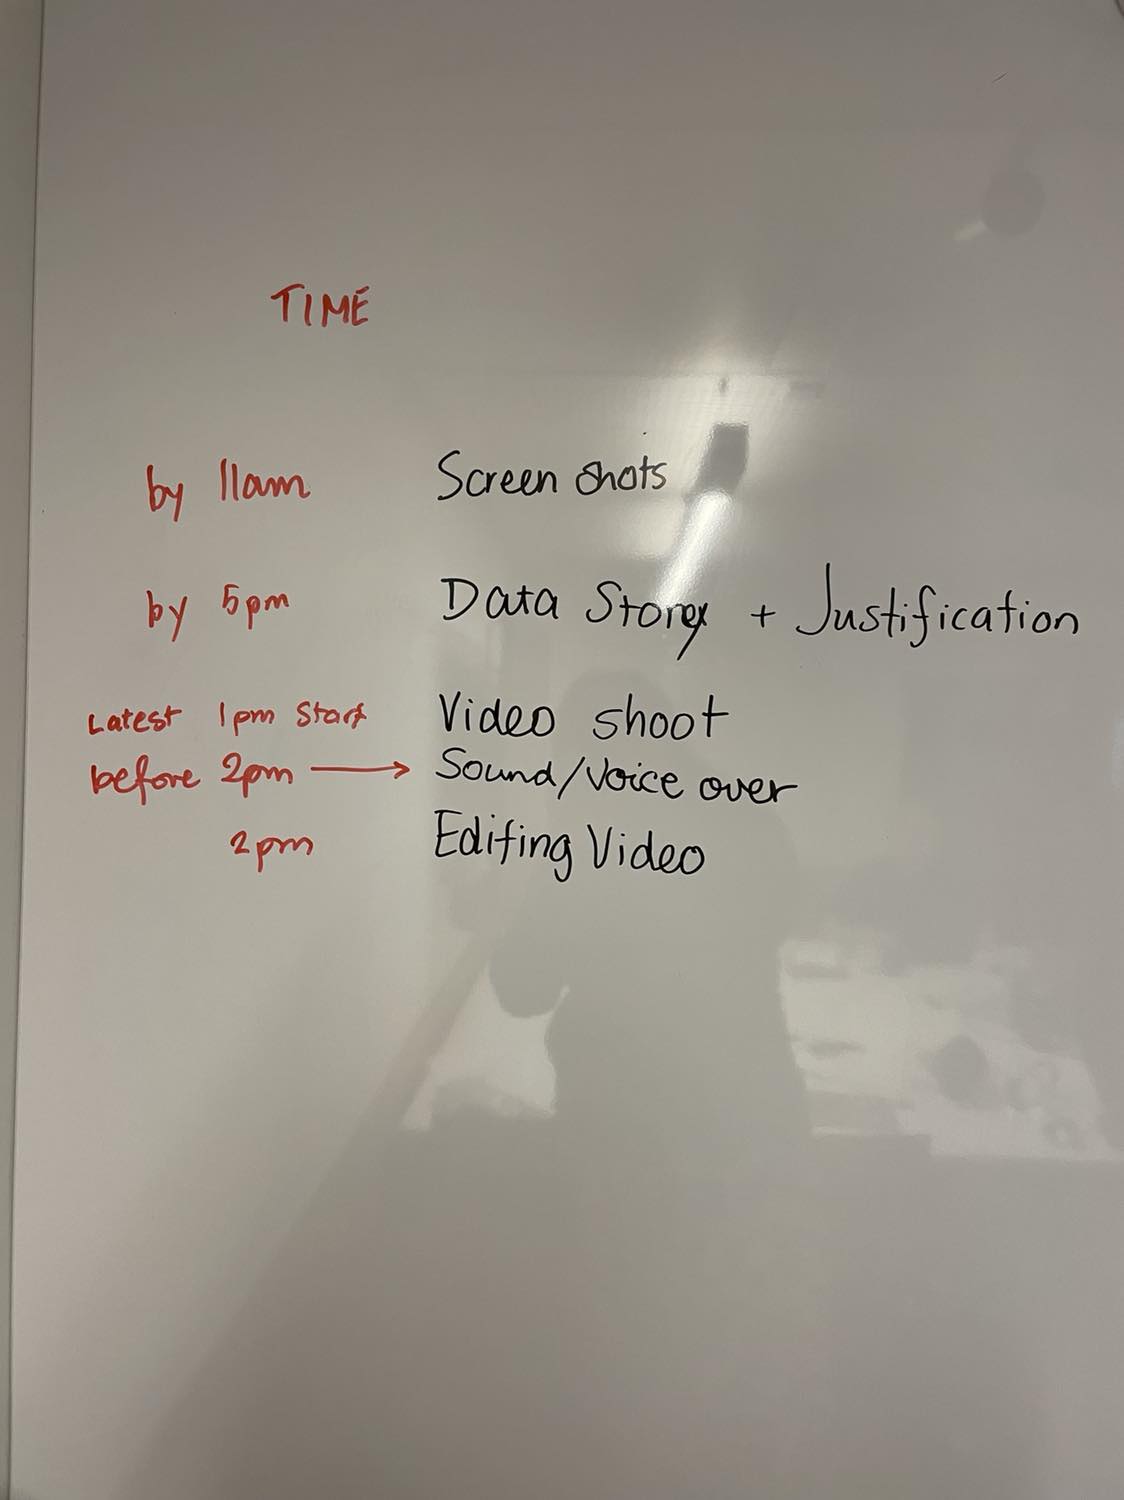 TIME
by 11am Screen shots
by 5pm Data Storey + Justification
Latest 1pm Start Video shoot
before 2pm → Sound/Voice over
2pm Editing Video